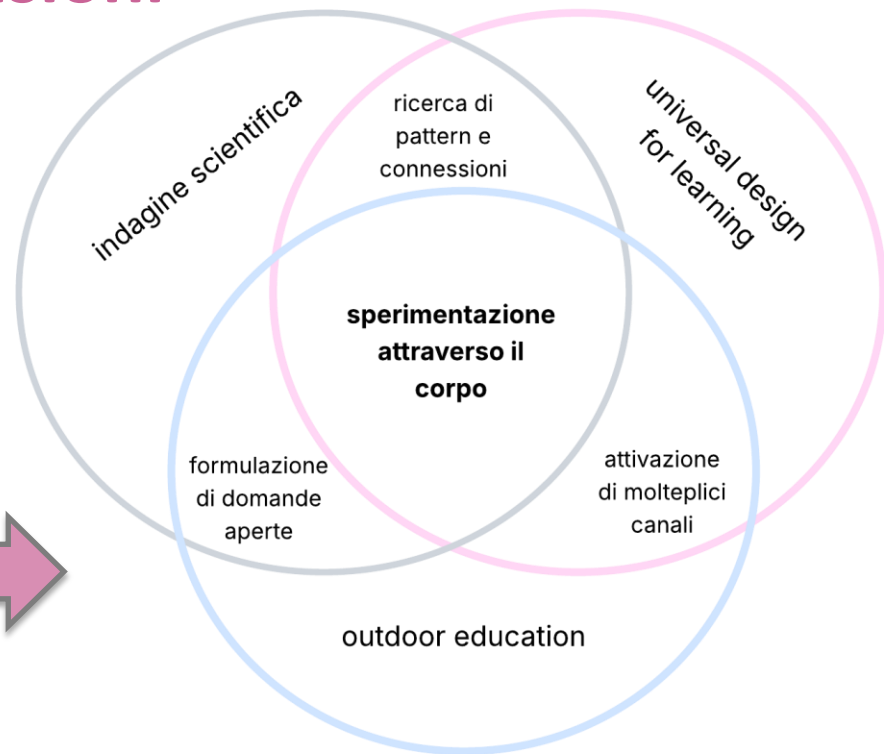 indagine scientifica
ricerca di
pattern e
connessioni
universal design
for learning
sperimentazione
attraverso il
corpo
formulazione
di domande
aperte
attivazione
di molteplici
canali
outdoor education